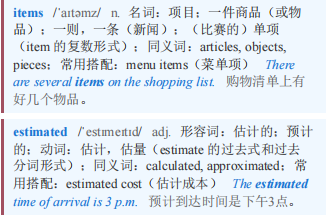 items /ˈaɪtəmz/ n. 名词：项目；一件商品（或物
品）；一则，一条（新闻）；（比赛的）单项
（item 的复数形式）；同义词：articles, objects,
pieces；常用搭配：menu items（菜单项） There
are several items on the shopping list. 购物清单上有
好几个物品。
estimated /ˈestɪmeɪtɪd/ adj. 形容词：估计的；预计
的；动词：估计，估量（estimate 的过去式和过去
分词形式）；同义词：calculated, approximated；常
用搭配：estimated cost（估计成本） The estimated
time of arrival is 3 p.m. 预计到达时间是下午3点。